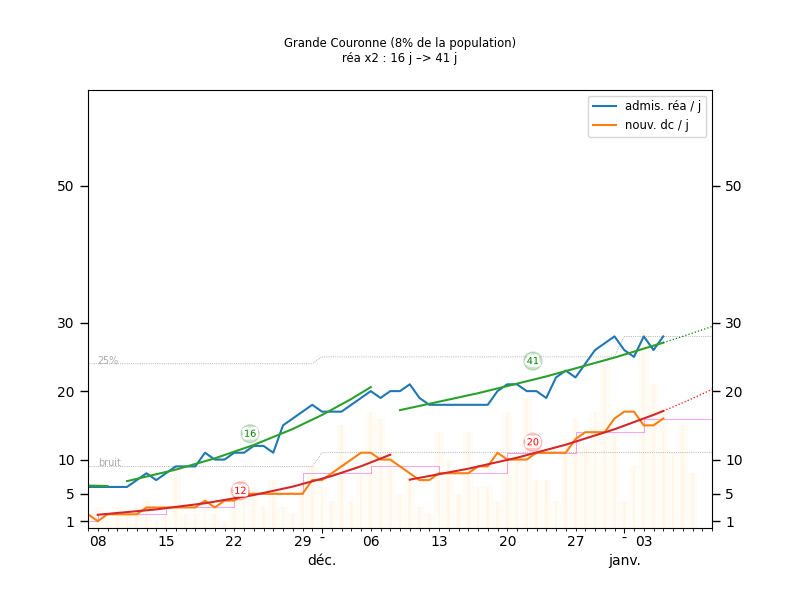 Grande Couronne (8% de la population)
réa x2 : 16 j –> 41 j
admis. réa / j
nouv. dc / j
50 50
30 30
25%
41
20 20
16
20
bruit
10 10
12
5 5
1 1
08 15 22 29 - 06 13 20 27 - 03
déc. janv.